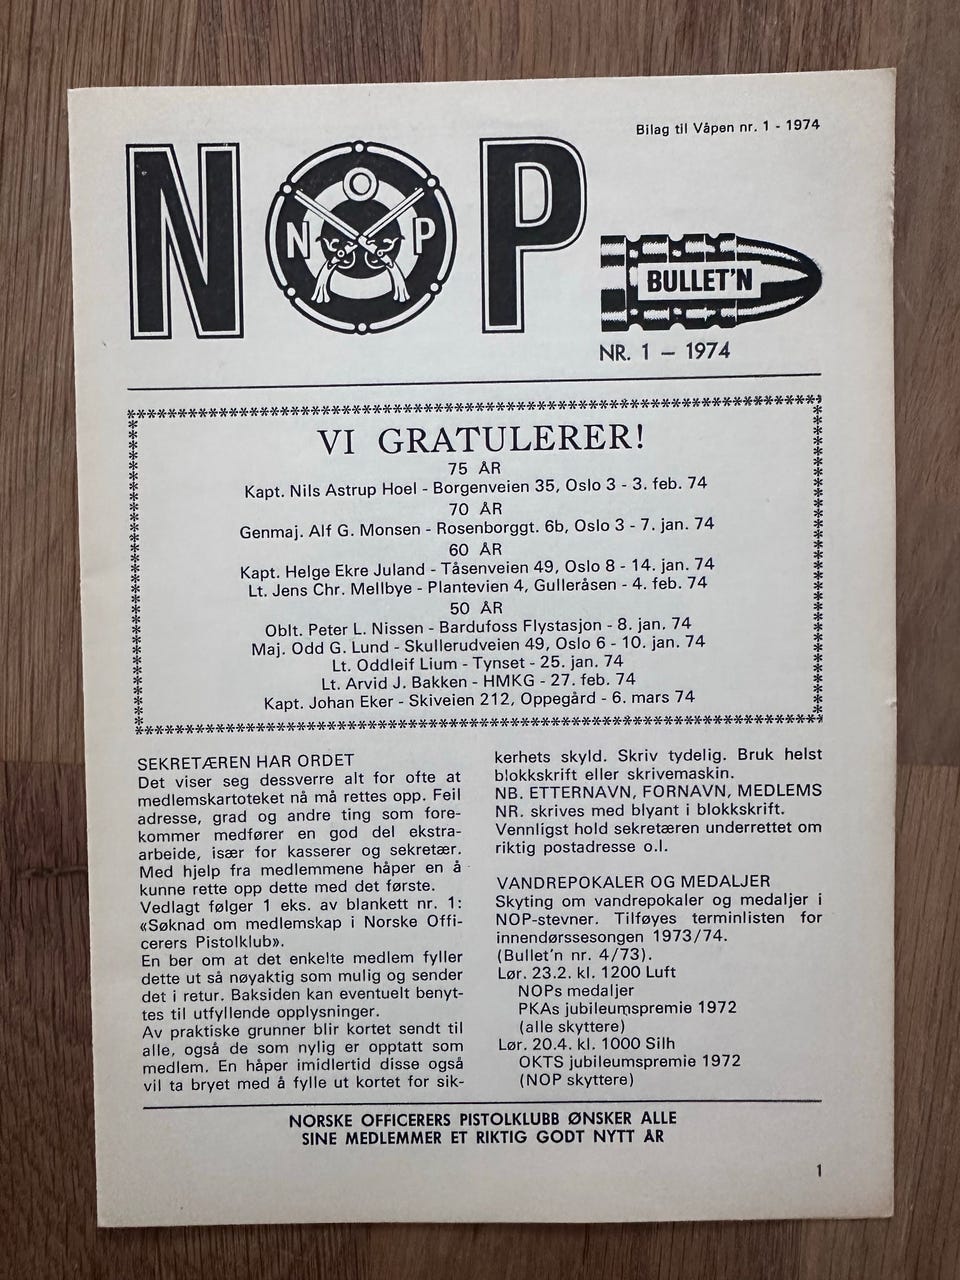 Bilag til Våpen nr. 1 - 1974
NOP
N P
BULLET'N
NR. 1 – 1974
VI GRATULERER!
75 ÅR
Kapt. Nils Astrup Hoel - Borgenveien 35, Oslo 3 - 3. feb. 74
70 ÅR
Genmaj. Alf G. Monsen - Rosenborggt. 6b, Oslo 3 - 7. jan. 74
60 ÅR
Kapt. Helge Ekre Juland - Tåsenveien 49, Oslo 8 - 14. jan. 74
Lt. Jens Chr. Mellbye - Plantevien 4, Gulleråsen - 4. feb. 74
50 ÅR
Oblt. Peter L. Nissen - Bardufoss Flystasjon - 8. jan. 74
Maj. Odd G. Lund - Skullerudveien 49, Oslo 6 - 10. jan. 74
Lt. Oddleif Lium - Tynset - 25. jan. 74
Lt. Arvid J. Bakken - HMKG - 27. feb. 74
Kapt. Johan Eker - Skiveien 212, Oppegård - 6. mars 74
SEKRETÆREN HAR ORDET
Det viser seg dessverre alt for ofte at
medlemskartoteket nå må rettes opp. Feil
adresse, grad og andre ting som fore-
kommer medfører en god del ekstra-
arbeide, især for kasserer og sekretær.
Med hjelp fra medlemmene håper en å
kunne rette opp dette med det første.
Vedlagt følger 1 eks. av blankett nr. 1:
«Søknad om medlemskap i Norske Offi-
cerers Pistolklub».
En ber om at det enkelte medlem fyller
dette ut så nøyaktig som mulig og sender
det i retur. Baksiden kan eventuelt benyt-
tes til utfyllende opplysninger.
Av praktiske grunner blir kortet sendt til
alle, også de som nylig er opptatt som
medlem. En håper imidlertid disse også
vil ta bryet med å fylle ut kortet for sik-
kerhets skyld. Skriv tydelig. Bruk helst
blokkskrift eller skrivemaskin.
NB. ETTERNAVN, FORNAVN, MEDLEMS
NR. skrives med blyant i blokkskrift.
Vennligst hold sekretæren underrettet om
riktig postadresse o.l.
VANDREPOKALER OG MEDALJER
Skyting om vandrepokaler og medaljer i
NOP-stevner. Tilføyes terminlisten for
innendørssesongen 1973/74.
(Bullet'n nr. 4/73).
Lør. 23.2. kl. 1200 Luft
NOPs medaljer
PKAs jubileumspremie 1972
(alle skyttere)
Lør. 20.4. kl. 1000 Silh
OKTS jubileumspremie 1972
(NOP skyttere)
NORSKE OFFICERERS PISTOLKLUBB ØNSKER ALLE
SINE MEDLEMMER ET RIKTIG GODT NYTT ÅR
1